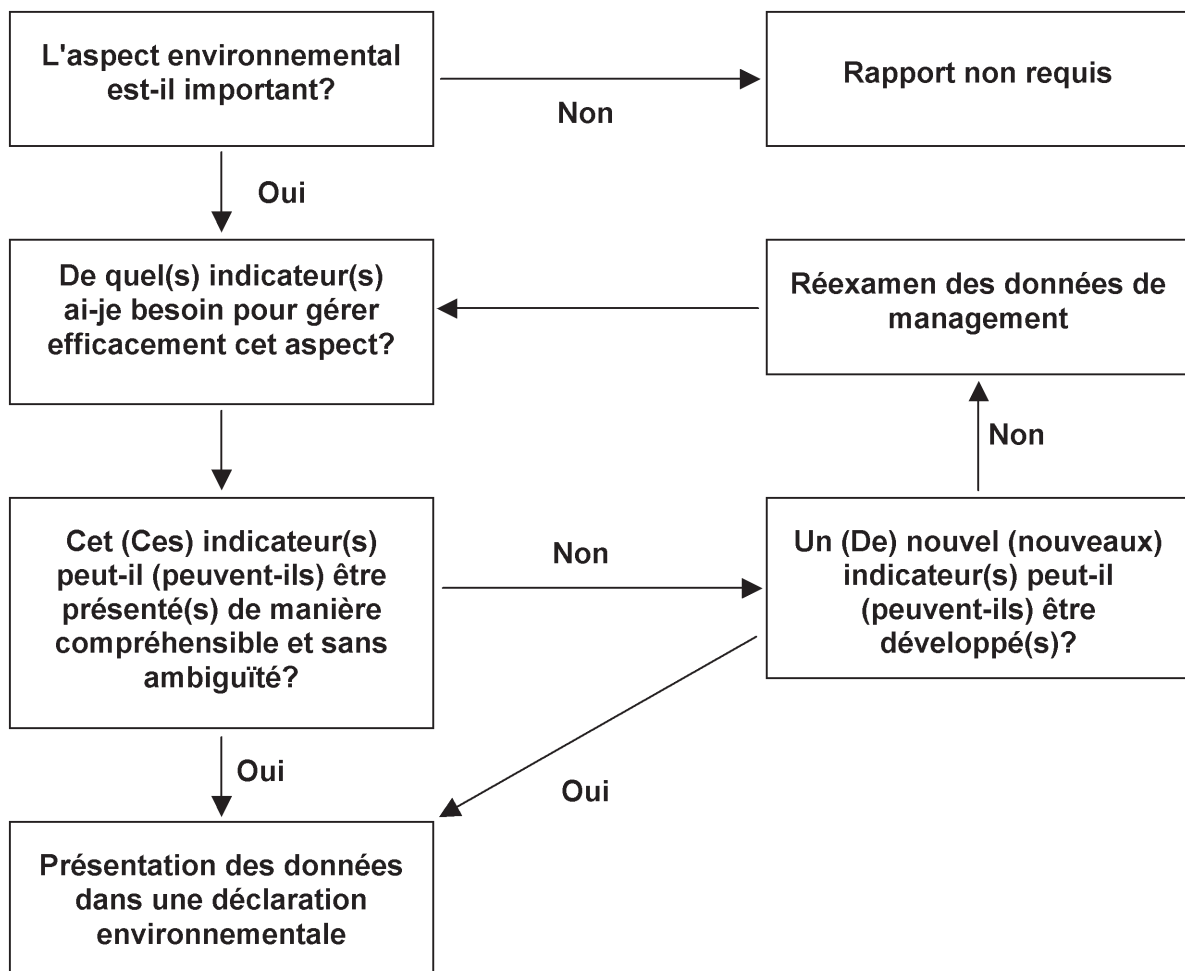 L'aspect environnemental
est-il important?
Non
Rapport non requis
Oui
De quel(s) indicateur(s)
ai-je besoin pour gérer
efficacement cet aspect?
Réexamen des données de
management
Non
Cet (Ces) indicateur(s)
peut-il (peuvent-ils) être
présenté(s) de manière
compréhensible et sans
ambiguïté?
Non
Un (De) nouvel (nouveaux)
indicateur(s) peut-il
(peuvent-ils) être
développé(s)?
Oui
Oui
Présentation des données
dans une déclaration
environnementale